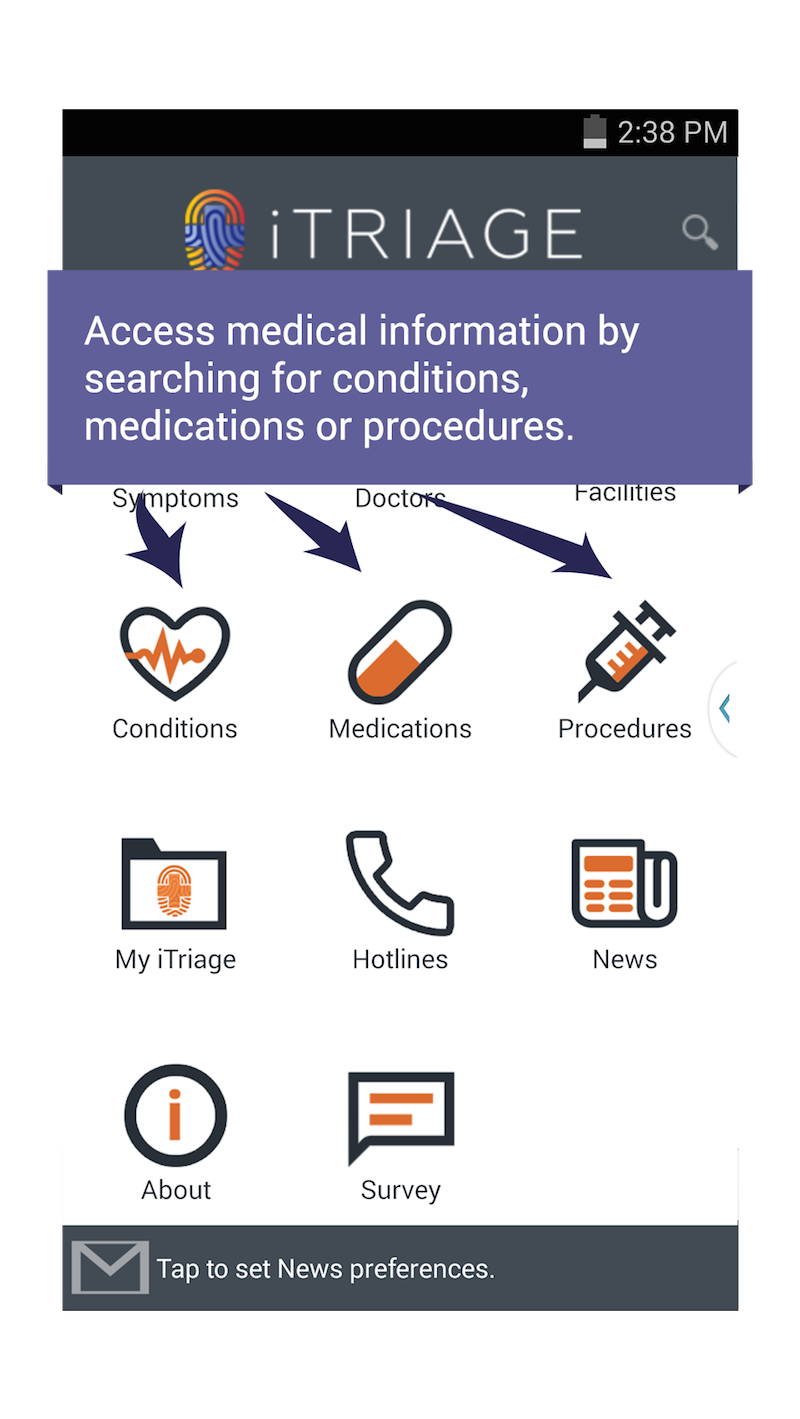 2:38 PM
iTRIAGE
Access medical information by
searching for conditions,
medications or procedures.
Symptoms Doctors Facilities
Conditions Medications Procedures
My iTriage Hotlines News
About Survey
Tap to set News preferences.